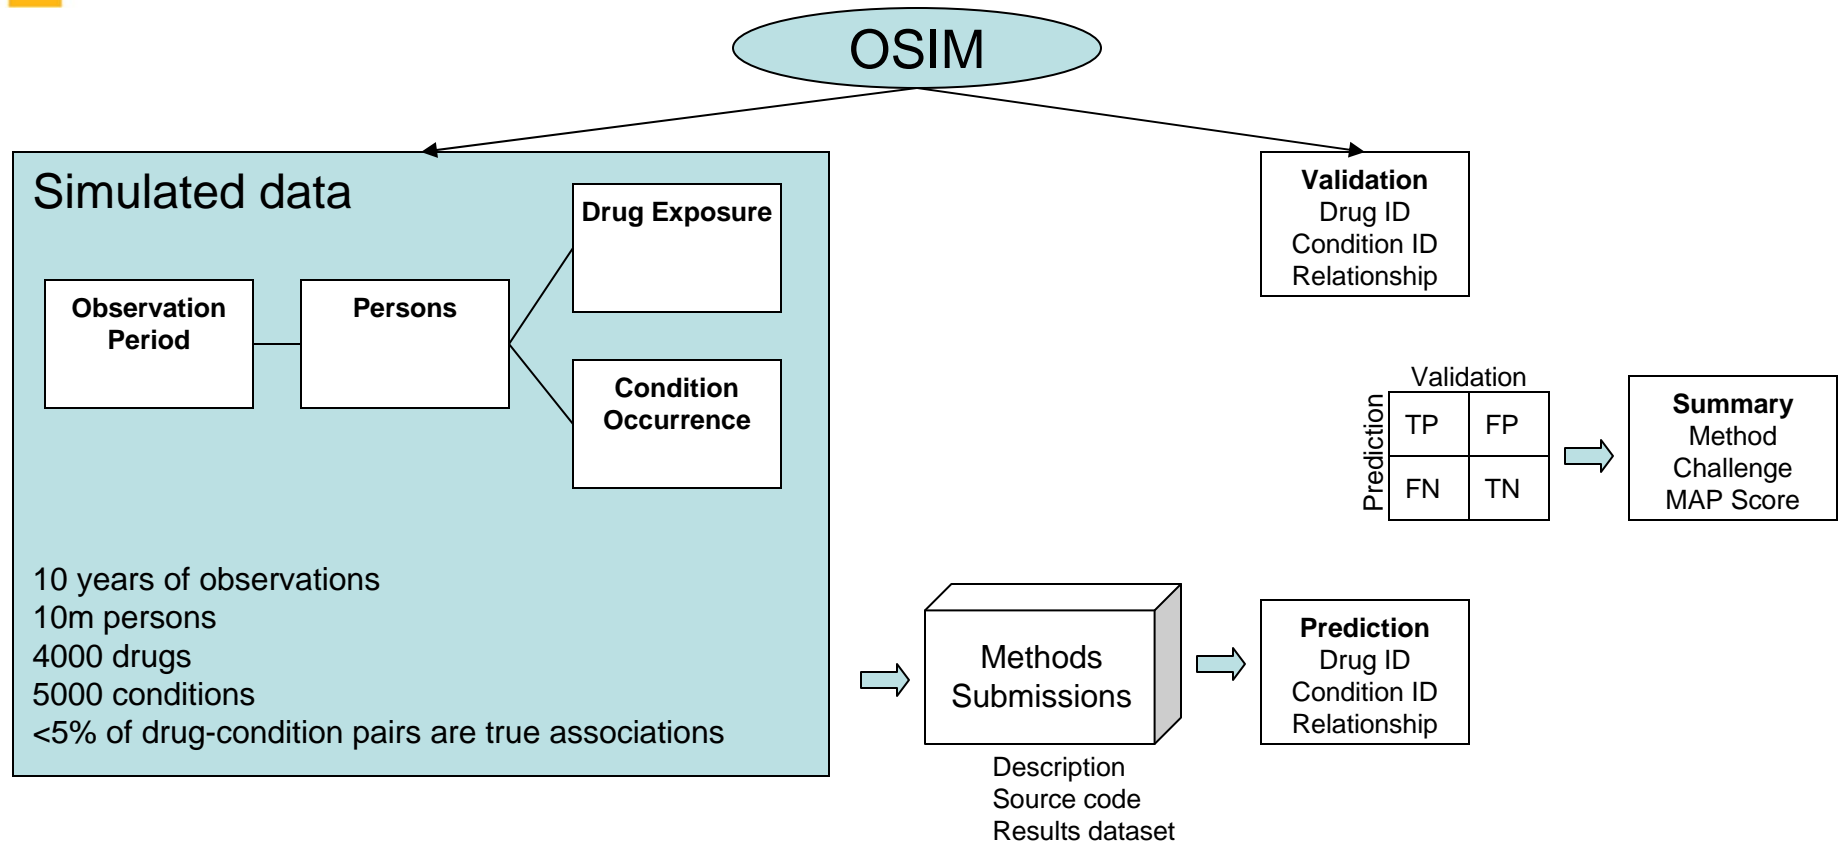 OSIM
Simulated data
Observation
Period
Persons
Drug Exposure
Condition
Occurrence
10 years of observations
10m persons
4000 drugs
5000 conditions
<5% of drug-condition pairs are true associations
Methods
Submissions
Description
Source code
Results dataset
Validation
Drug ID
Condition ID
Relationship
Prediction
Drug ID
Condition ID
Relationship
Validation
Prediction
TP FP
FN TN
Summary
Method
Challenge
MAP Score